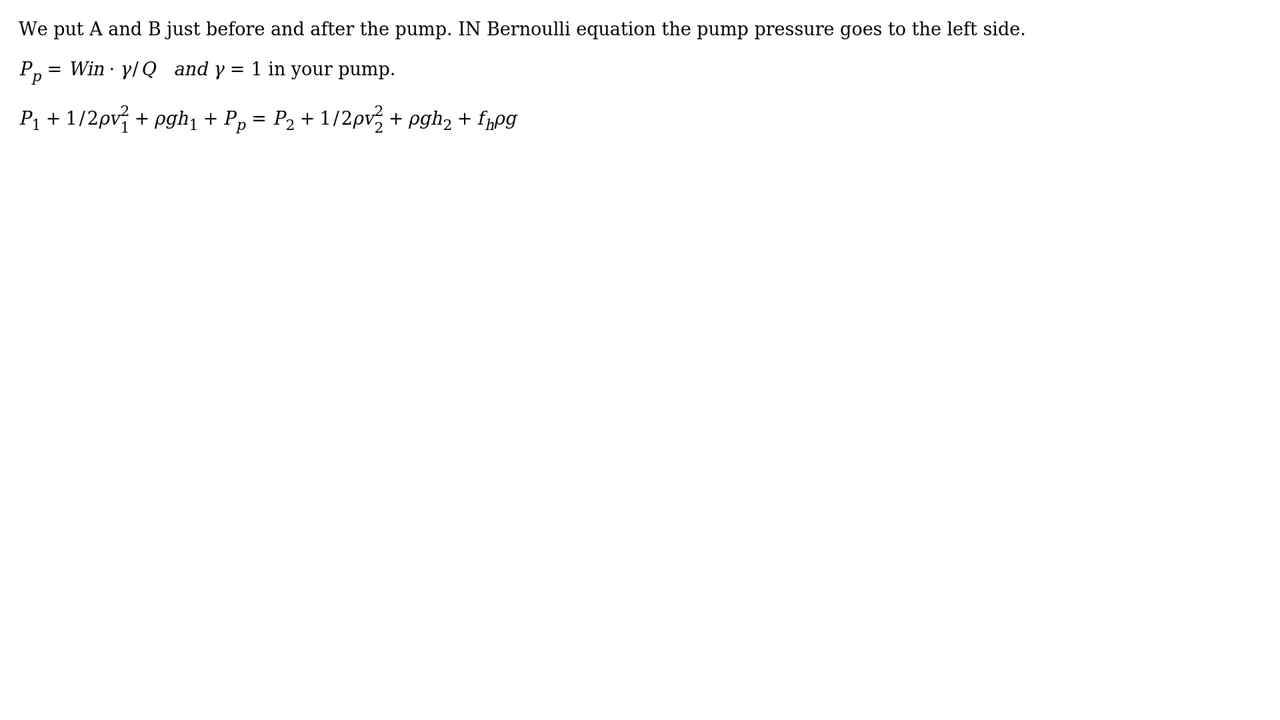 We put A and B just before and after the pump. IN Bernoulli equation the pump pressure goes to the left side.
P_p = Win · γ/Q and γ = 1 in your pump.
P_1 + 1/2ρv_1^2 + ρgh_1 + P_p = P_2 + 1/2ρv_2^2 + ρgh_2 + f_hρg